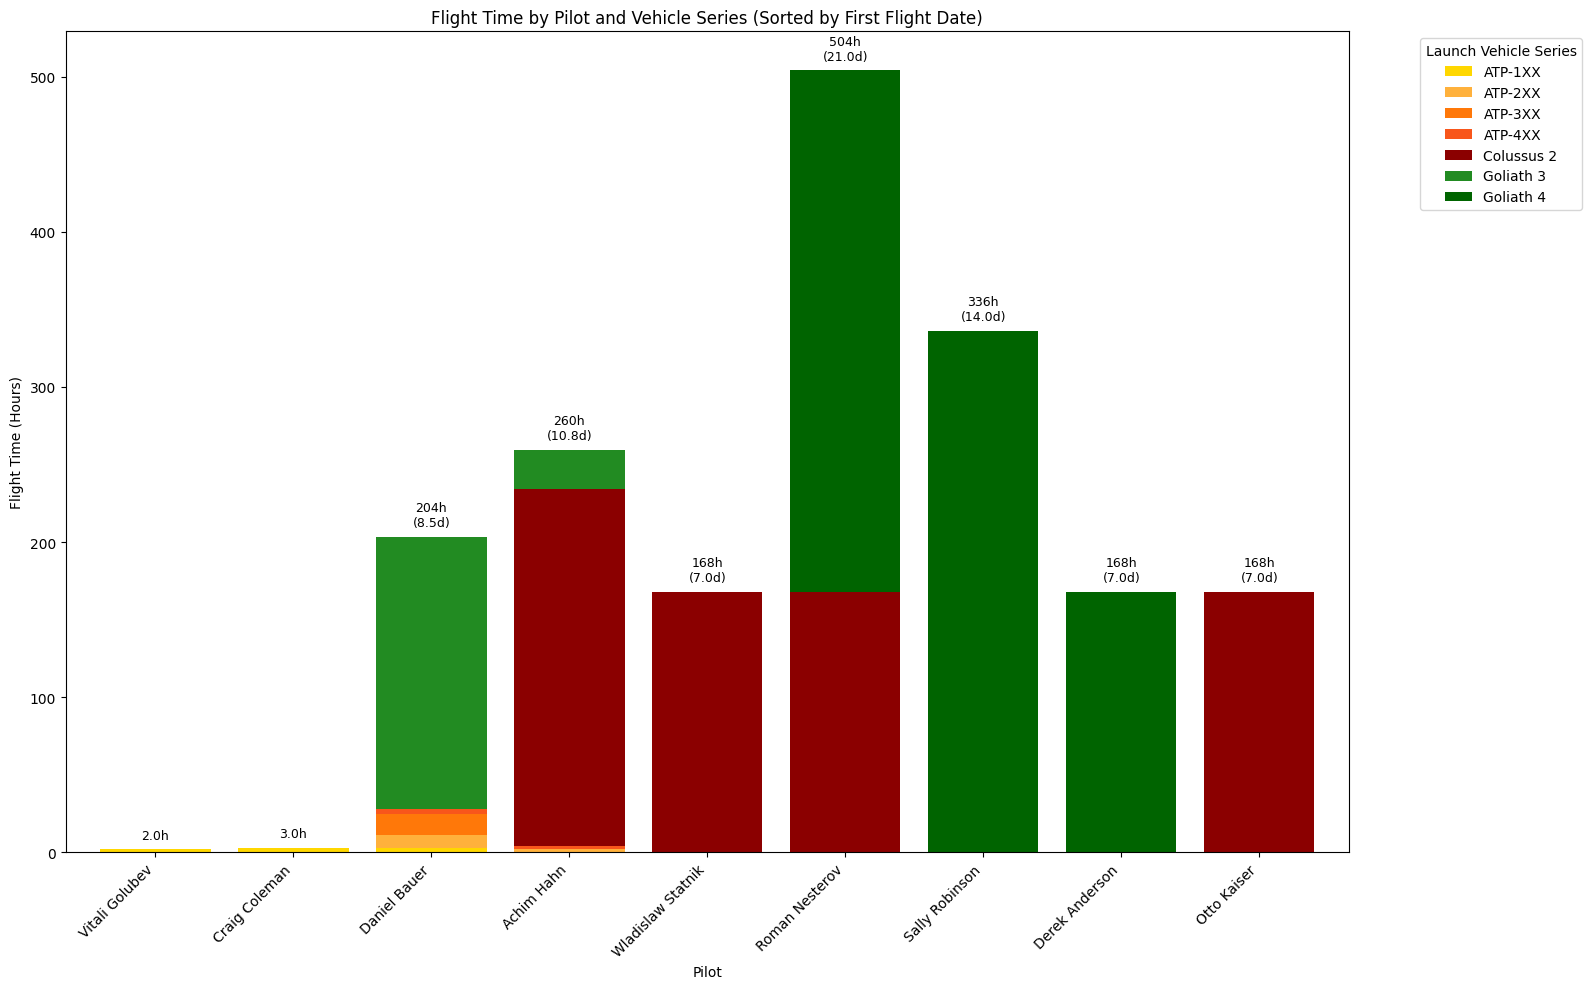 Flight Time by Pilot and Vehicle Series (Sorted by First Flight Date)
Launch Vehicle Series
ATP-1XX
ATP-2XX
ATP-3XX
ATP-4XX
Colussus 2
Goliath 3
Goliath 4
Flight Time (Hours)
500
400
300
200
100
0
2.0h
3.0h
204h
(8.5d)
260h
(10.8d)
168h
(7.0d)
504h
(21.0d)
336h
(14.0d)
168h
(7.0d)
168h
(7.0d)
Vitali Golubev
Craig Coleman
Daniel Bauer
Achim Hahn
Wladislaw Statnik
Roman Nesterov
Sally Robinson
Derek Anderson
Otto Kaiser
Pilot